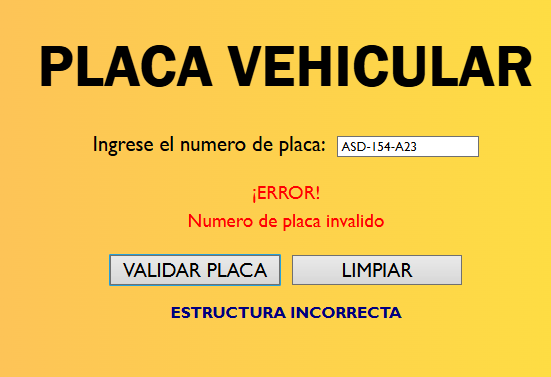 PLACA VEHICULAR
Ingrese el numero de placa: ASD-154-A23
¡ERROR!
Numero de placa invalido
VALIDAR PLACA LIMPIAR
ESTRUCTURA INCORRECTA